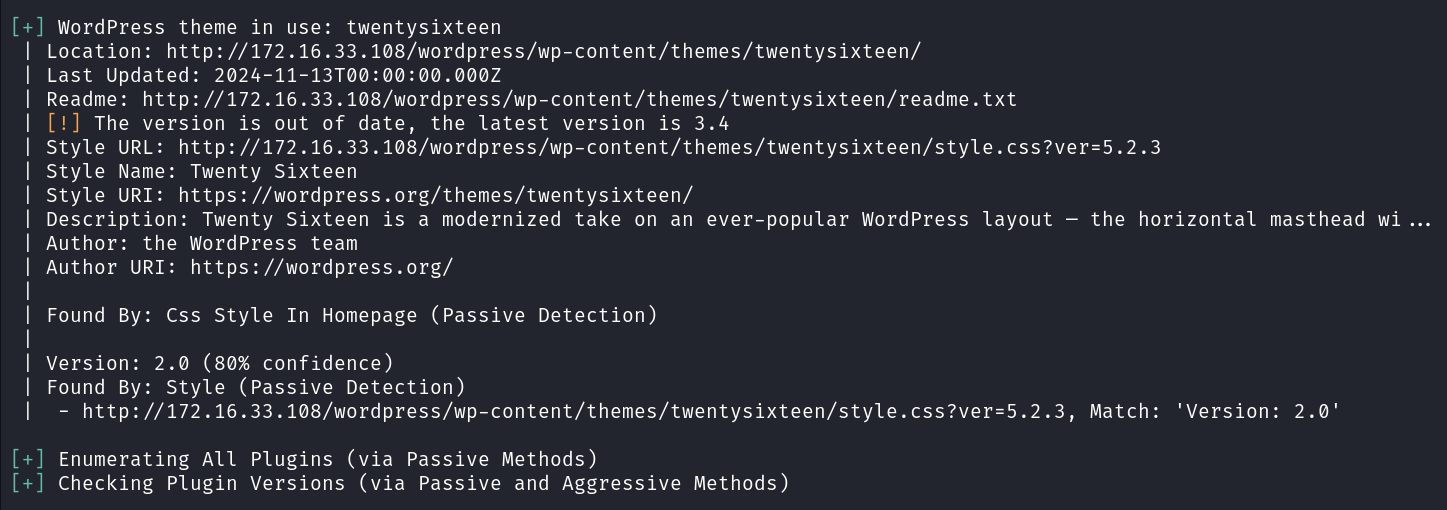 [+] WordPress theme in use: twentysixteen
| Location: http://172.16.33.108/wordpress/wp-content/themes/twentysixteen/
| Last Updated: 2024-11-13T00:00:00.000Z
| Readme: http://172.16.33.108/wordpress/wp-content/themes/twentysixteen/readme.txt
| [!] The version is out of date, the latest version is 3.4
| Style URL: http://172.16.33.108/wordpress/wp-content/themes/twentysixteen/style.css?ver=5.2.3
| Style Name: Twenty Sixteen
| Style URI: https://wordpress.org/themes/twentysixteen/
| Description: Twenty Sixteen is a modernized take on an ever-popular WordPress layout — the horizontal masthead wi...
| Author: the WordPress team
| Author URI: https://wordpress.org/
|
| Found By: Css Style In Homepage (Passive Detection)
|
| Version: 2.0 (80% confidence)
| Found By: Style (Passive Detection)
|  - http://172.16.33.108/wordpress/wp-content/themes/twentysixteen/style.css?ver=5.2.3, Match: 'Version: 2.0'
[+] Enumerating All Plugins (via Passive Methods)
[+] Checking Plugin Versions (via Passive and Aggressive Methods)